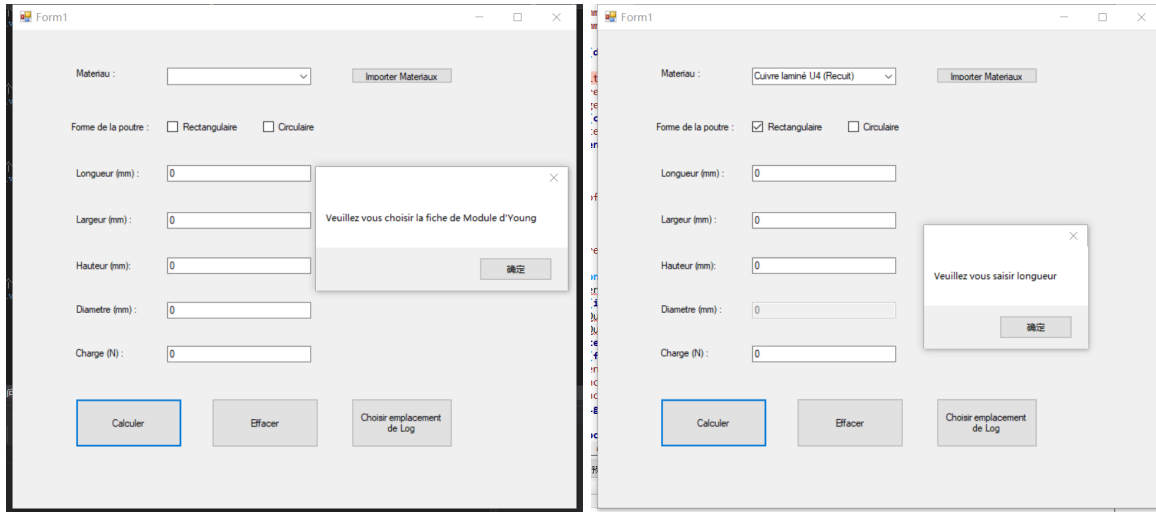 Form1
Materiau :
Importer Materiaux
Forme de la poutre :
Rectangulaire
Circulaire
Longueur (mm) :
0
Largeur (mm) :
0
Hauteur (mm):
0
Diametre (mm) :
0
Charge (N) :
0
Veuillez vous choisir la fiche de Module d'Young
确定
Calculer
Effacer
Choisir emplacement
de Log
Form1
Materiau :
Cuivre laminé U4 (Recuit)
Importer Materiaux
Forme de la poutre :
Rectangulaire
Circulaire
Longueur (mm) :
0
Largeur (mm) :
0
Hauteur (mm):
0
Diametre (mm) :
0
Charge (N) :
0
Veuillez vous saisir longueur
确定
Calculer
Effacer
Choisir emplacement
de Log